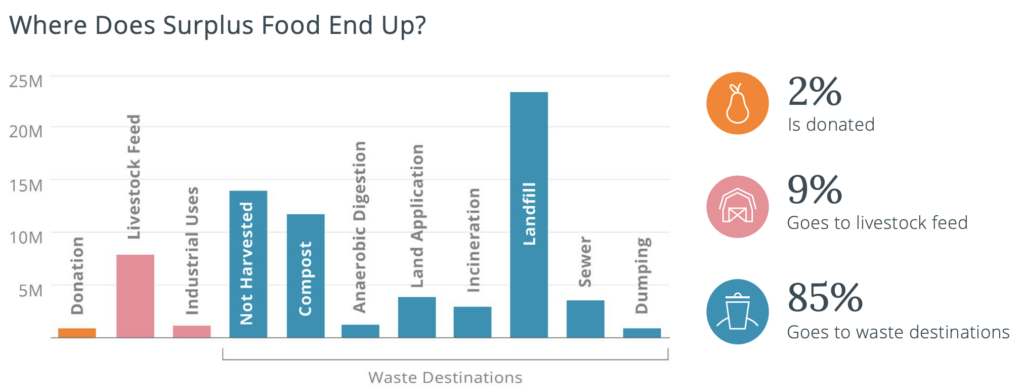 Where Does Surplus Food End Up?
25M
20M
15M
10M
5M
Donation
Livestock Feed
Industrial Uses
Not Harvested
Compost
Anaerobic Digestion
Land Application
Incineration
Landfill
Sewer
Dumping
Waste Destinations
2%
Is donated
9%
Goes to livestock feed
85%
Goes to waste destinations